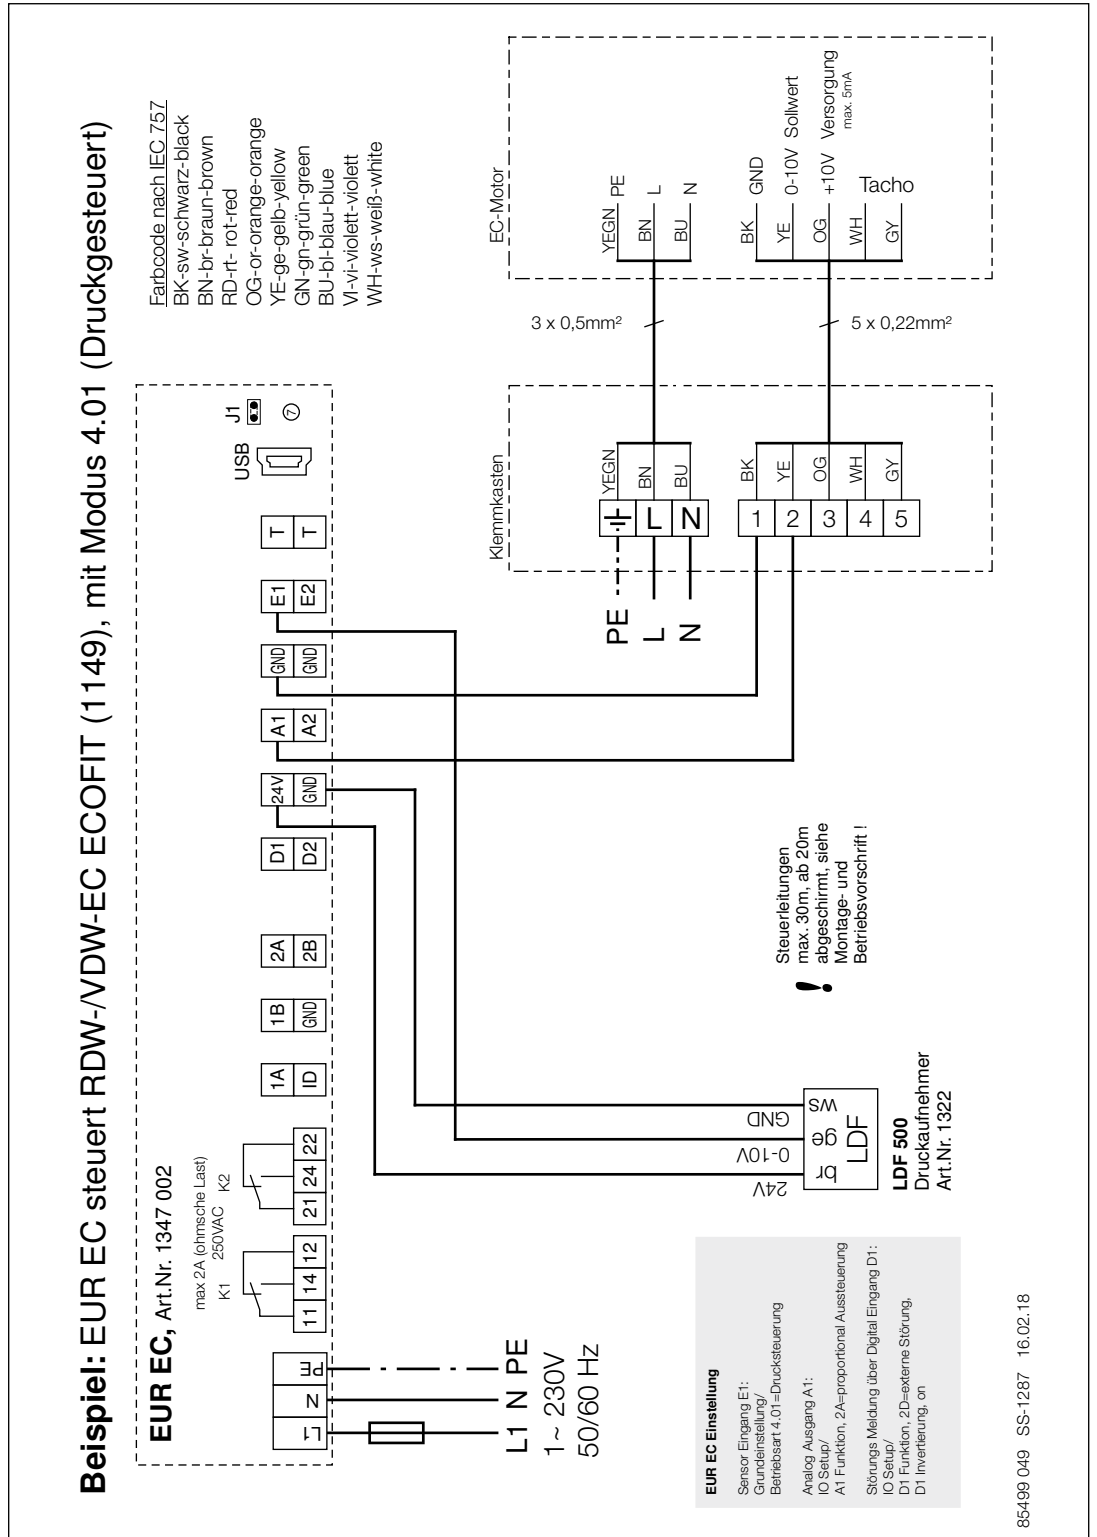 Beispiel: EUR EC steuert RDW-/VDW-EC ECOFIT (1149), mit Modus 4.01 (Druckgesteuert)
EUR EC, Art.Nr. 1347 002
max 2A (ohmsche Last)
250VAC
K1
K2
L1
N
PE
11
14
12
21
24
22
1A
ID
1B
GND
2A
2B
D1
D2
24V
GND
A1
A2
GND
GND
E1
E2
T
T
USB
J1
7
Farbcode nach IEC 757
BK-sw-schwarz-black
BN-br-braun-brown
RD-rt- rot-red
OG-or-orange-orange
YE-ge-gelb-yellow
GN-gn-grün-green
BU-bl-blau-blue
VI-vi-violett-violett
WH-ws-weiß-white
L1 N PE
1 ~ 230V
50/60 Hz
24V
0-10V
GND
br
ge
ws
LDF
LDF 500
Druckaufnehmer
Art.Nr. 1322
!
Steuerleitungen
max. 30m, ab 20m
abgeschirmt, siehe
Montage- und
Betriebsvorschrift !
Klemmkasten
PE
L
N
L
N
YEGN
BN
BU
1
2
3
4
5
BK
YE
OG
WH
GY
3 x 0,5mm²
5 x 0,22mm²
EC-Motor
YEGN
BN
BU
PE
L
N
BK
YE
OG
WH
GY
GND
0-10V Sollwert
+10V Versorgung
max. 5mA
Tacho
EUR EC Einstellung
Sensor Eingang E1:
Grundeinstellung/
Betriebsart 4.01=Drucksteuerung
Analog Ausgang A1:
IO Setup/
A1 Funktion, 2A=proportional Aussteuerung
Störungs Meldung über Digital Eingang D1:
IO Setup/
D1 Funktion, 2D=externe Störung,
D1 Invertierung, on
85499 049 SS-1287 16.02.18